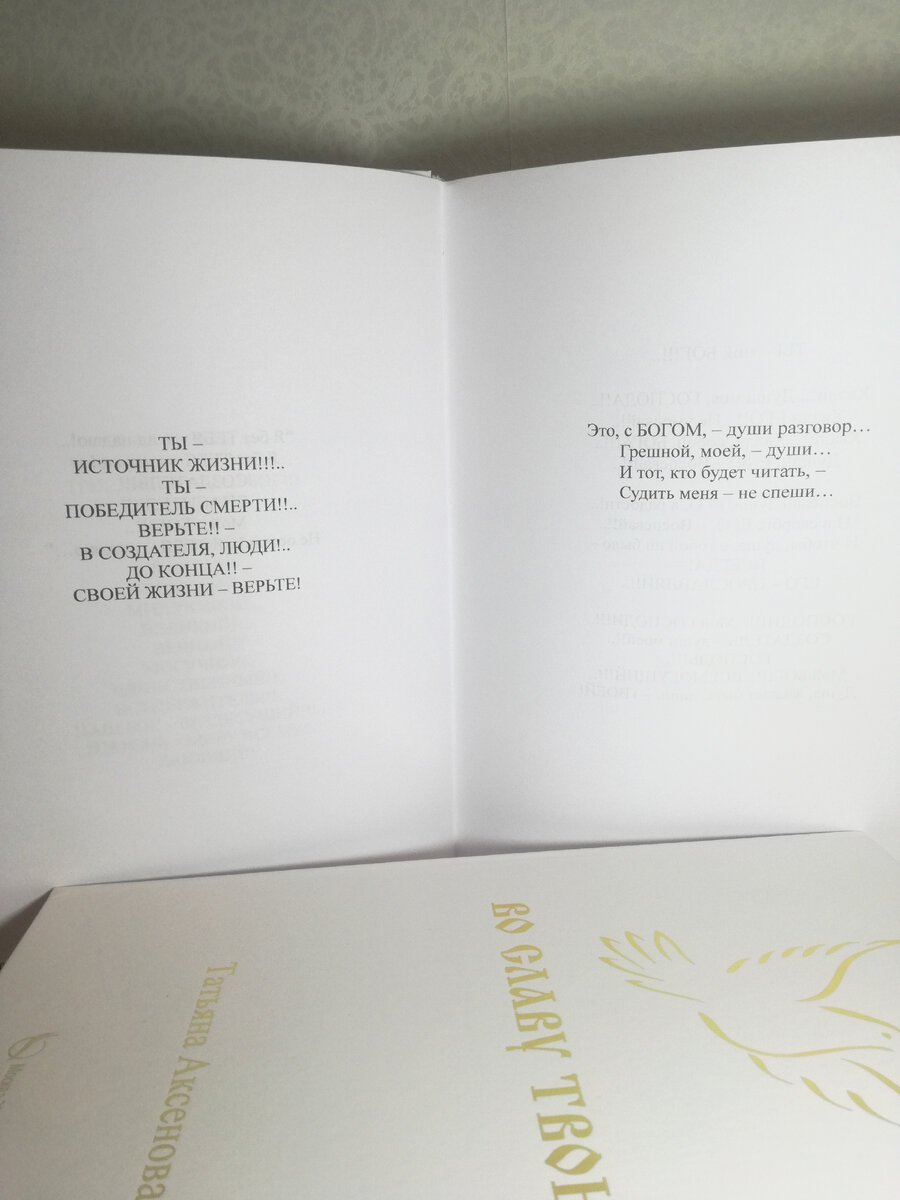 ТЫ –
ИСТОЧНИК ЖИЗНИ!!!..
ТЫ –
ПОБЕДИТЕЛЬ СМЕРТИ!!..
ВЕРЬТЕ!! –
В СОЗДАТЕЛЯ, ЛЮДИ!..
ДО КОНЦА!! –
СВОЕЙ ЖИЗНИ – ВЕРЬТЕ!
Это, с БОГОМ, – души разговор…
Грешной, моей, – души…
И тот, кто будет читать, –
Судить меня – не спеши…
во славу
Татьяна Аксенова